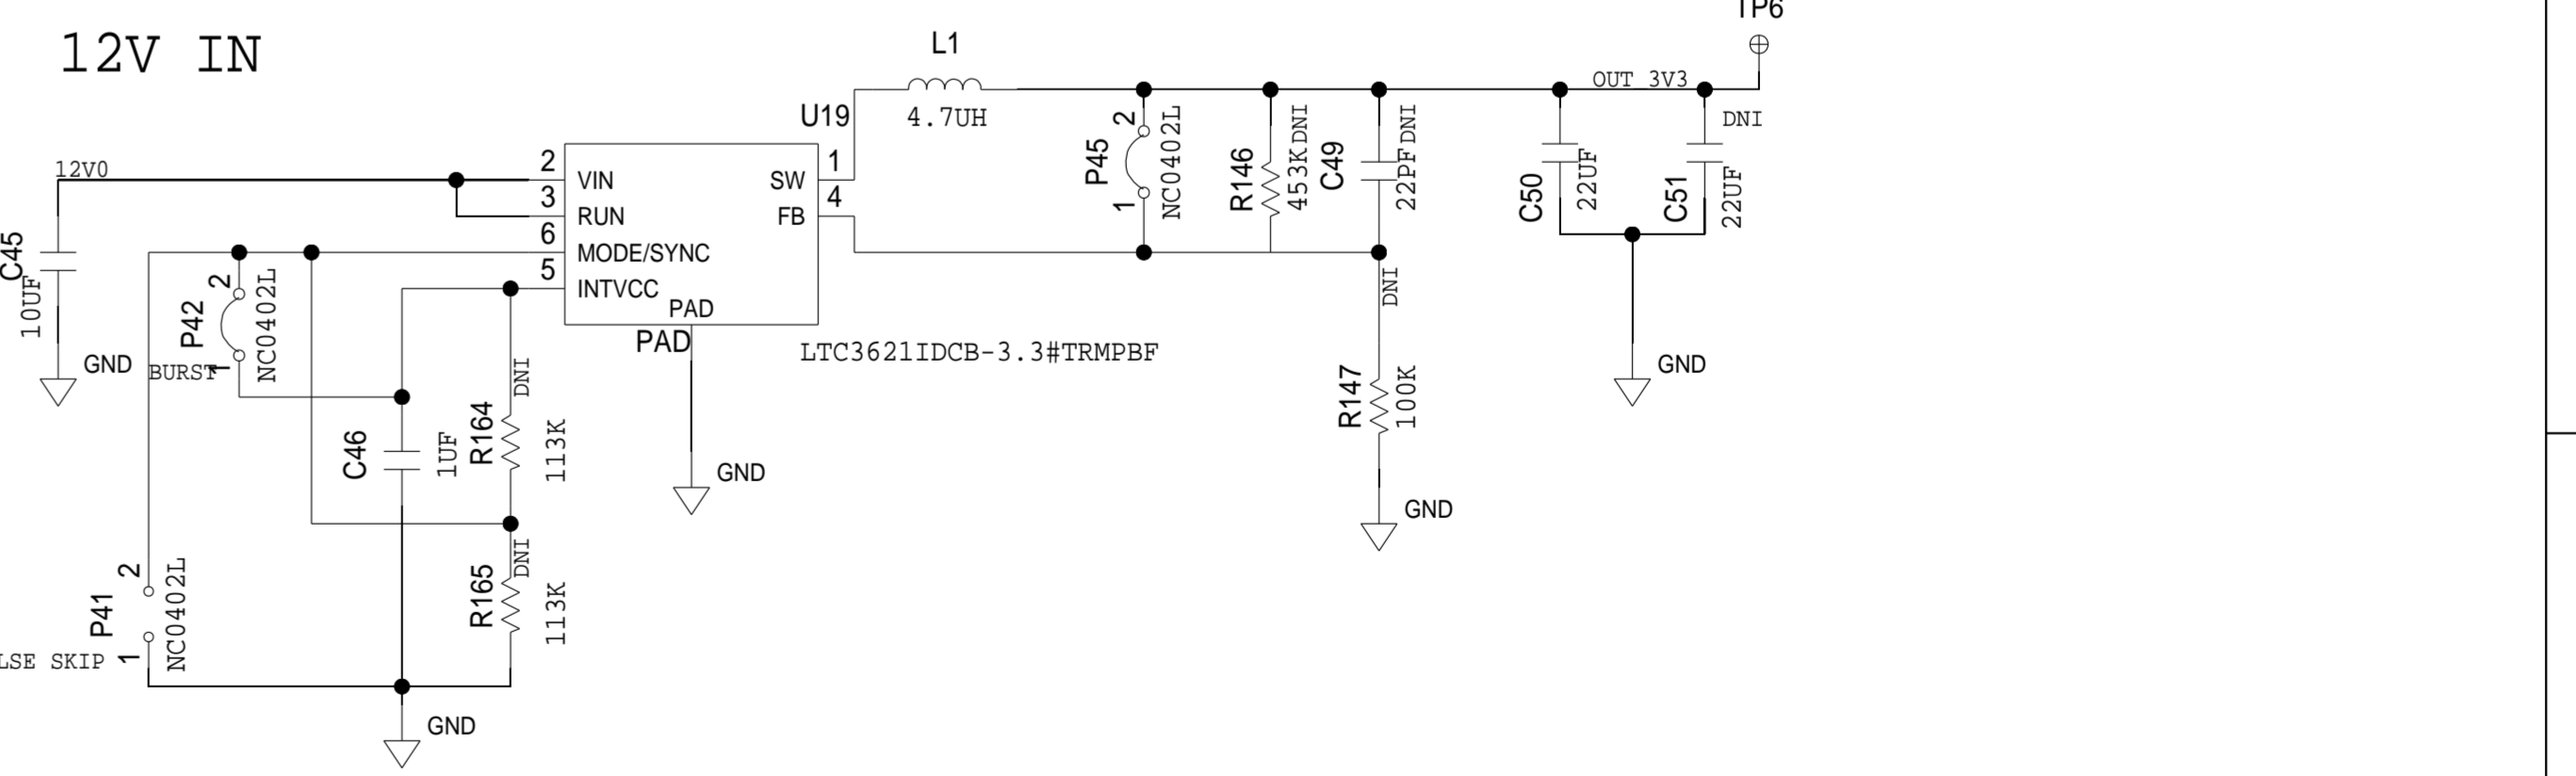 TP6
12V IN
L1
4.7UH
OUT 3V3
DNI
U19
12V0
2
VIN
3
RUN
6
MODE/SYNC
5
INTVCC
SW
1
FB
4
PAD
PAD
LTC3621IDCB-3.3#TRMPBF
GND
P45
2
1
NC0402L
R146
453K
DNI
C49
22PF
DNI
C50
22UF
C51
22UF
GND
DNI
R147
100K
GND
C45
10UF
GND
P42
2
1
NC0402L
BURST
C46
1UF
R164
DNI
113K
R165
DNI
113K
P41
2
1
NC0402L
LSE SKIP
GND